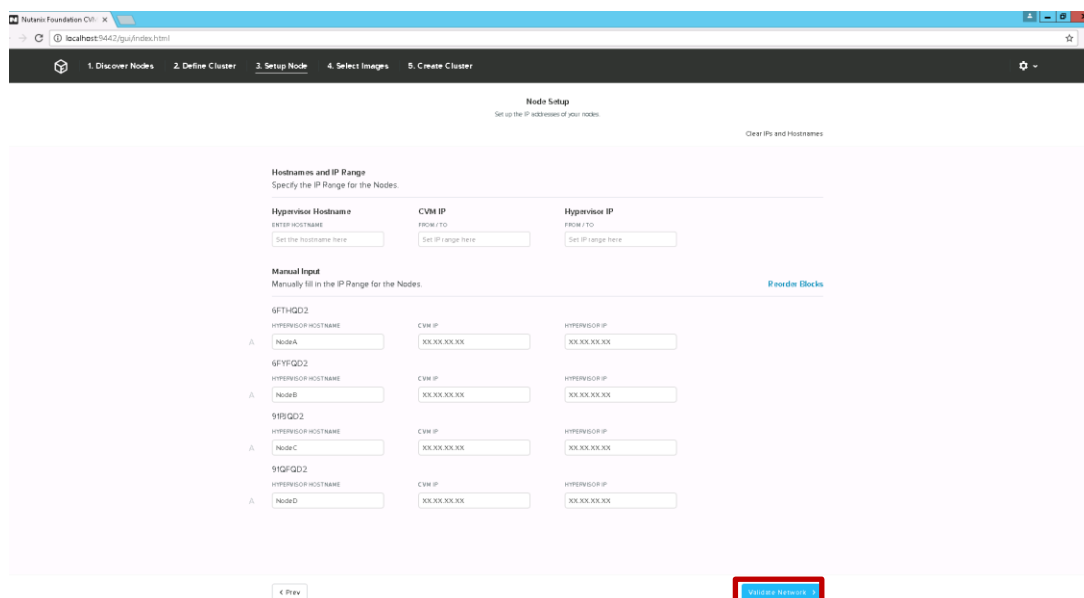 Nutanix Foundation CVM
localhost:9442/gui/index.html
1. Discover Nodes 2. Define Cluster 3. Setup Node 4. Select Images 5. Create Cluster
Node Setup
Set up the IP addresses of your nodes
Clear IPs and Hostnames
Hostnames and IP Range
Specify the IP Range for the Nodes.
Hypervisor Hostname CVM IP Hypervisor IP
ENTER HOSTNAME FROM / TO FROM / TO
Set the hostname here Set IP range here Set IP range here
Manual Input
Manually fill in the IP Range for the Nodes. Reorder Blocks
6FTHQD2
HYPERVISOR HOSTNAME CVM IP HYPERVISOR IP
A NodeA XX.XX.XX.XX XX.XX.XX.XX
6FYFQD2
HYPERVISOR HOSTNAME CVM IP HYPERVISOR IP
A NodeB XX.XX.XX.XX XX.XX.XX.XX
HYPERVISOR HOSTNAME CVM IP HYPERVISOR IP
A NodeC XX.XX.XX.XX XX.XX.XX.XX
91QFQD2
HYPERVISOR HOSTNAME CVM IP HYPERVISOR IP
A NodeD XX.XX.XX.XX XX.XX.XX.XX
< Prev Validate Network >